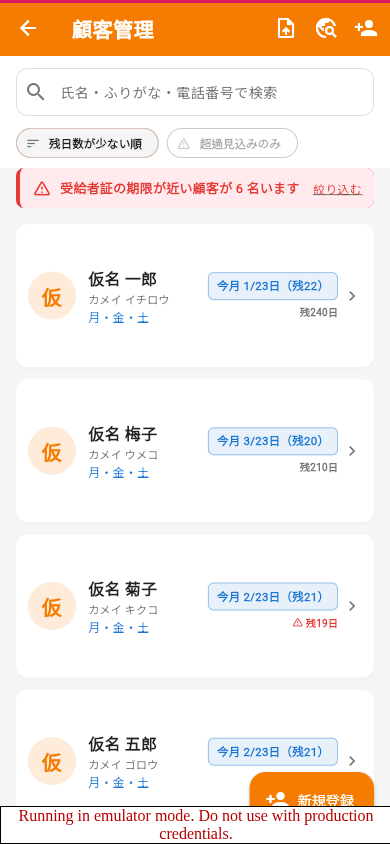 顧客管理
氏名・ふりがな・電話番号で検索
残日数が少ない順
超過見込みのみ
受給者証の期限が近い顧客が 6 名います 絞り込む
仮
仮名 一郎
カメイ イチロウ
月・金・土
今月 1/23日（残22）
残240日
仮
仮名 梅子
カメイ ウメコ
月・金・土
今月 3/23日（残20）
残210日
仮
仮名 菊子
カメイ キクコ
月・金・土
今月 2/23日（残21）
残19日
仮
仮名 五郎
カメイ ゴロウ
月・金・土
今月 2/23日（残21）
新規登録
Running in emulator mode. Do not use with production
credentials.